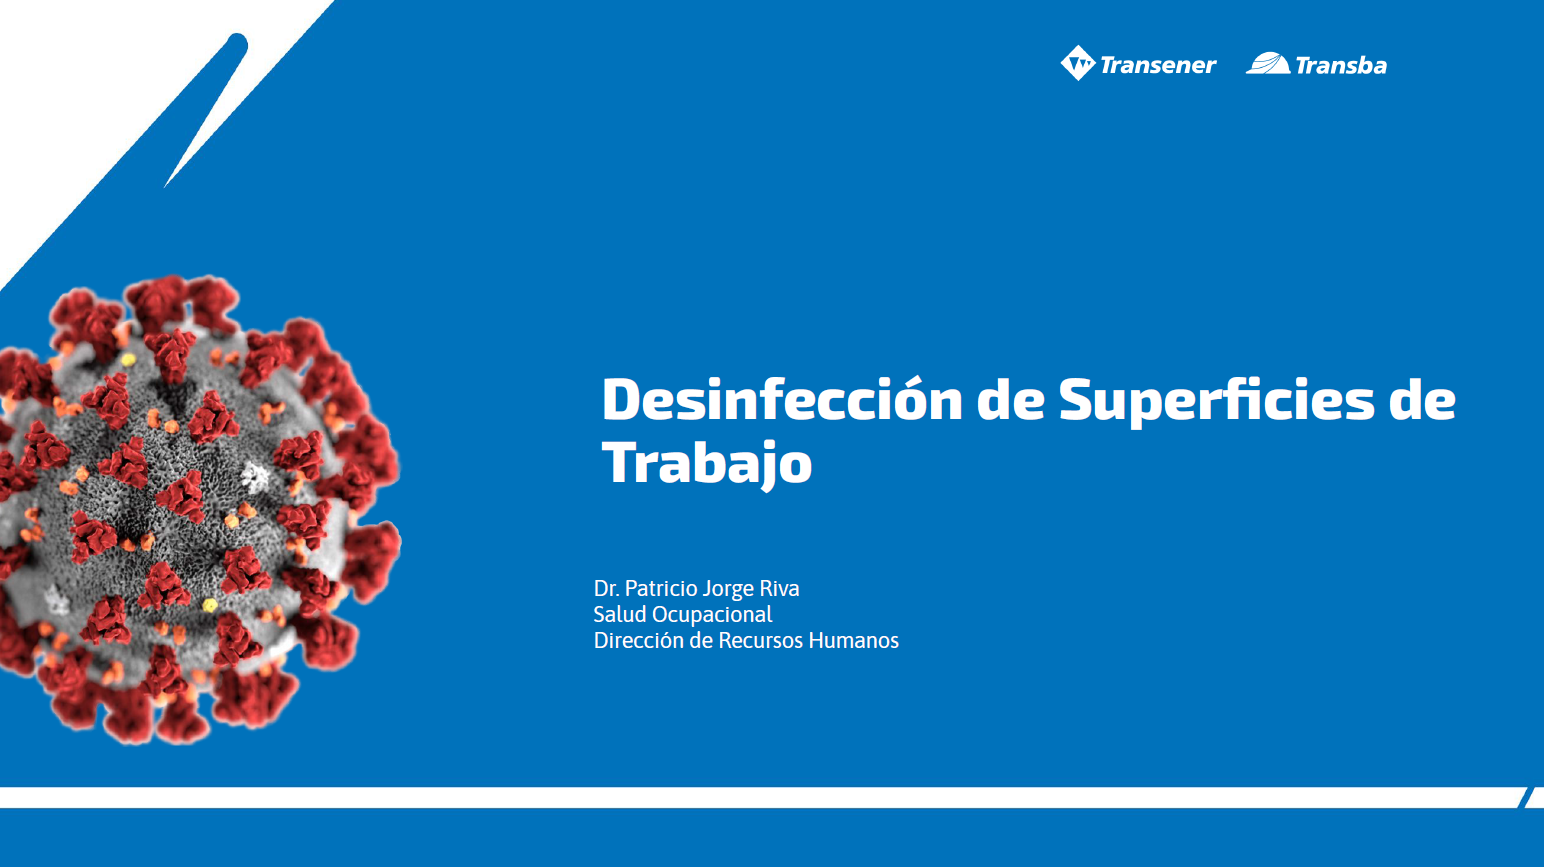 Transener Transba
Desinfección de Superficies de
Trabajo
Dr. Patricio Jorge Riva
Salud Ocupacional
Dirección de Recursos Humanos